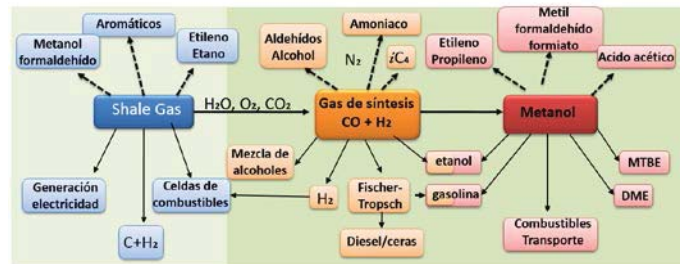 Aromáticos
Metanol
formaldehído
Etileno
Etano
Shale Gas
H₂O, O₂, CO₂
Generación
electricidad
C+H₂
Celdas de
combustibles
Aldehídos
Alcohol
Amoniaco
N₂
iC₄
Gas de síntesis
CO + H₂
Mezcla de
alcoholes
H₂
Fischer-
Tropsch
Diesel/ceras
etanol
gasolina
Etileno
Propileno
Metil
formaldehído
formiato
Acido acético
Metanol
MTBE
DME
Combustibles
Transporte